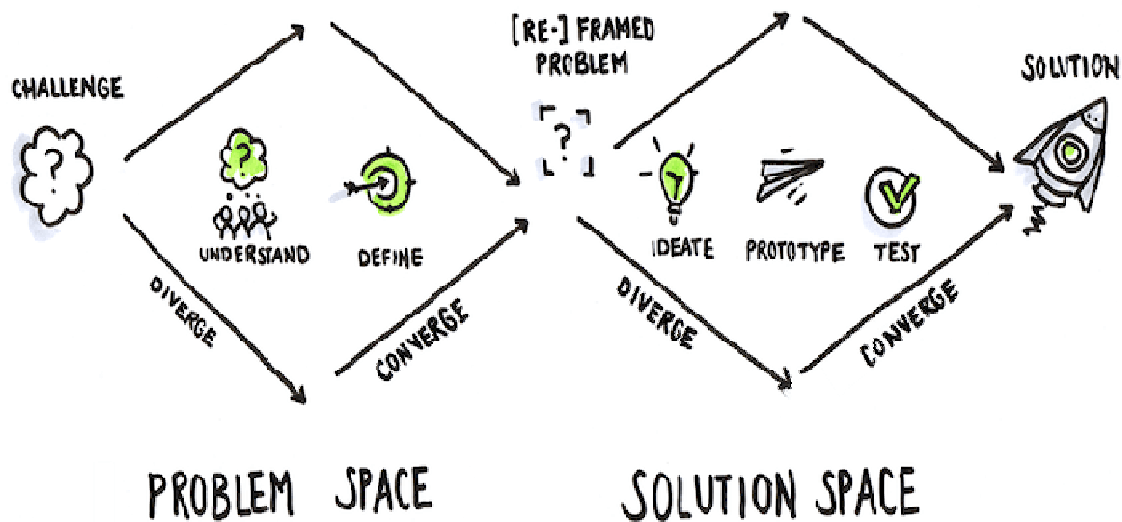 CHALLENGE
?
?
UNDERSTAND
DEFINE
DIVERGE
CONVERGE
[RE-] FRAMED
PROBLEM
?
IDEATE
PROTOTYPE
TEST
DIVERGE
CONVERGE
SOLUTION
PROBLEM SPACE
SOLUTION SPACE